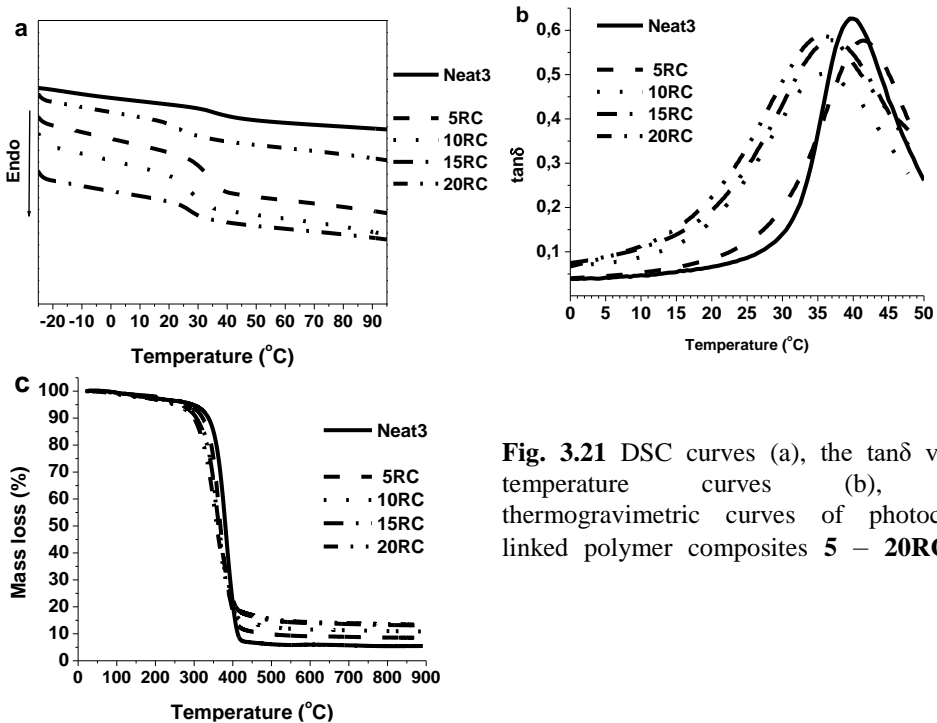 a
Endo
Neat3
5RC
10RC
15RC
20RC
-20 -10 0 10 20 30 40 50 60 70 80 90
Temperature (°C)
b
tanδ
0,6
0,5
0,4
0,3
0,2
0,1
0 5 10 15 20 25 30 35 40 45 50
Temperature (°C)
Neat3
5RC
10RC
15RC
20RC
c
Mass loss (%)
100
90
80
70
60
50
40
30
20
10
0
0 100 200 300 400 500 600 700 800 900
Temperature (°C)
Neat3
5RC
10RC
15RC
20RC
Fig. 3.21 DSC curves (a), the tanδ v
temperature curves (b),
thermogravimetric curves of photoc
linked polymer composites 5 – 20R